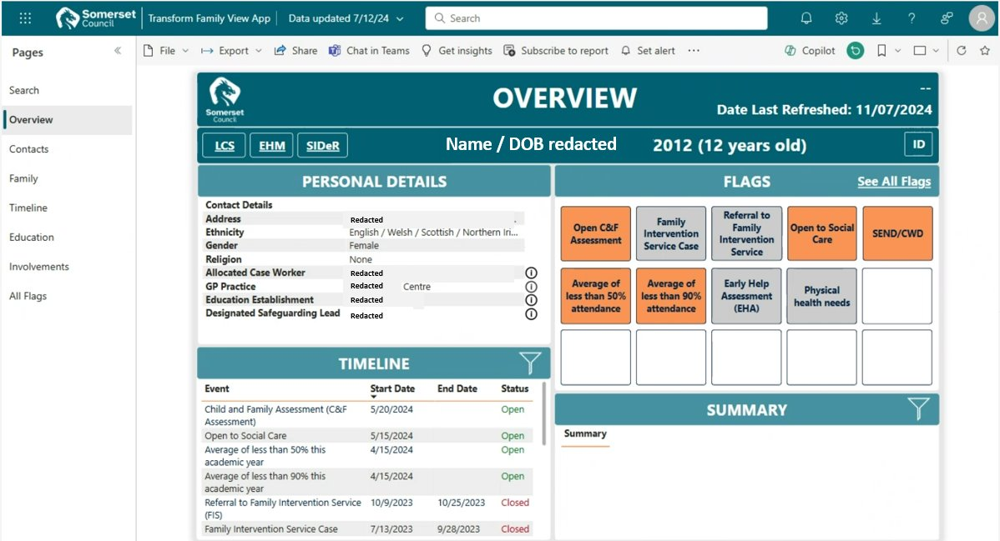 Somerset Council
Transform Family View App
Data updated 7/12/24
Search
Pages
File
Export
Share
Chat in Teams
Get insights
Subscribe to report
Set alert
...
Copilot
Search
Overview
Contacts
Family
Timeline
Education
Involvements
All Flags
Somerset
Council
OVERVIEW
--
Date Last Refreshed: 11/07/2024
LCS
EHM
SIDeR
Name / DOB redacted
2012 (12 years old)
ID
PERSONAL DETAILS
Contact Details
Address Redacted
Ethnicity English / Welsh / Scottish / Northern Iri...
Gender Female
Religion None
Allocated Case Worker Redacted
GP Practice Redacted Centre
Education Establishment Redacted
Designated Safeguarding Lead Redacted
FLAGS
See All Flags
Open C&F
Assessment
Family
Intervention
Service Case
Referral to
Family
Intervention
Service
Open to Social
Care
SEND/CWD
Average of
less than 50%
attendance
Average of
less than 90%
attendance
Early Help
Assessment
(EHA)
Physical
health needs
TIMELINE
Event Start Date End Date Status
Child and Family Assessment (C&F 5/20/2024 Open
Assessment)
Open to Social Care 5/15/2024 Open
Average of less than 50% this 4/15/2024 Open
academic year
Average of less than 90% this 4/15/2024 Open
academic year
Referral to Family Intervention Service 10/9/2023 10/25/2023 Closed
(FIS)
Family Intervention Service Case 7/13/2023 9/28/2023 Closed
SUMMARY
Summary